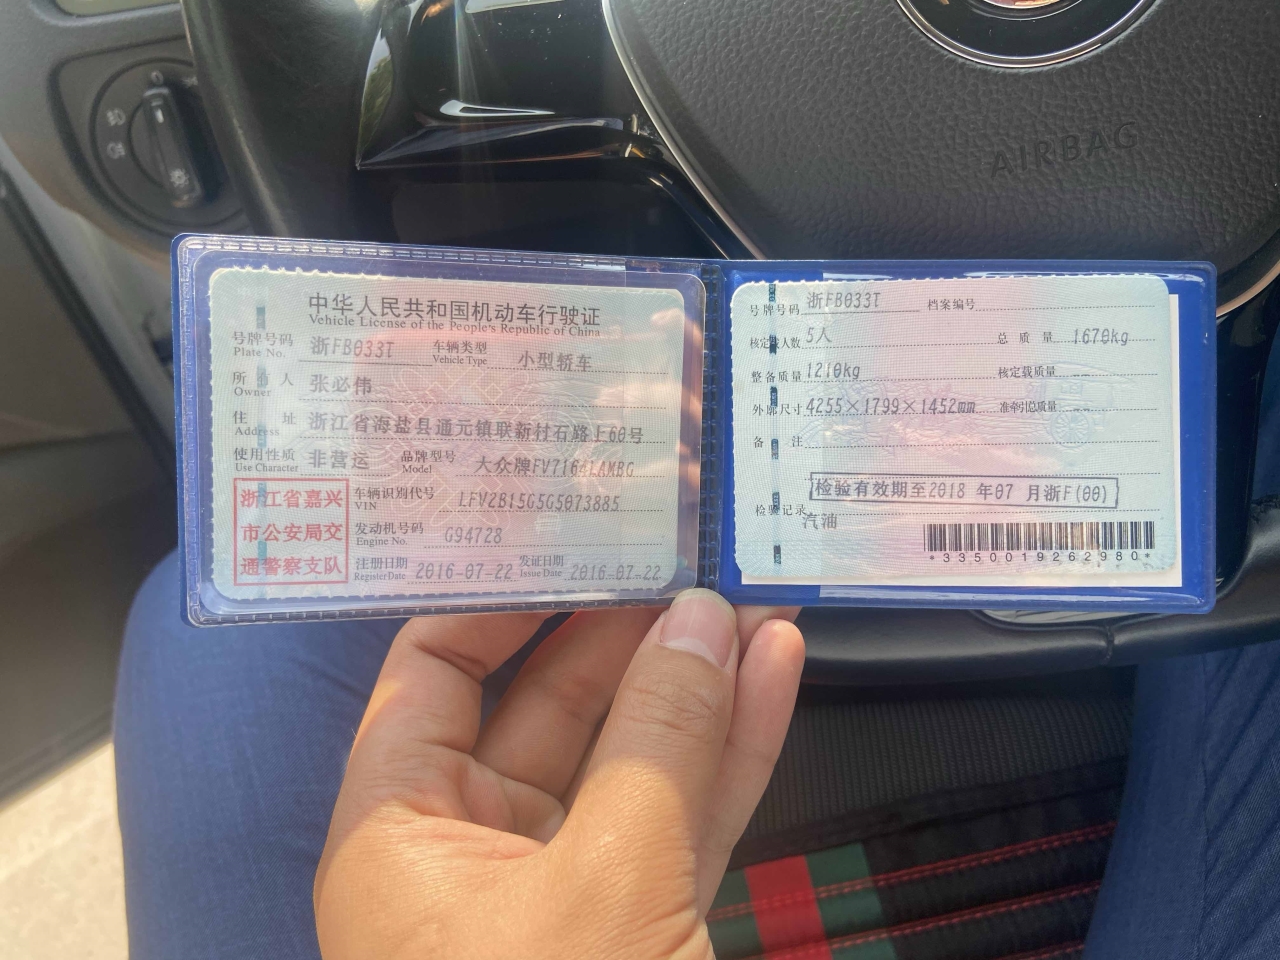 AIRBAG
中华人民共和国机动车行驶证
Vehicle License of the People's Republic of China
号牌号码 浙FB033T 车辆类型 小型轿车
Plate No. Vehicle Type
所有人 张必伟
Owner
住址 浙江省海盐县通元镇联新村石路上60号
Address
使用性质 非营运 品牌型号 大众牌FV7164LAMBG
Use Character Model
浙江省嘉兴
市公安局交
通警察支队
车辆识别代号 LFV2B15G5G5073885
VIN
发动机号码 G94728
Engine No.
注册日期 2016-07-22 发证日期 2016-07-22
Register Date Issue Date
号牌号码 浙FB033T 档案编号
核定载人数 5人 总质量 1670kg
整备质量 1210kg 核定载质量 --
外廓尺寸 4255×1799×1452mm 准牵引总质量 --
备注
检验有效期至2018 年07 月浙F(00)
检验记录
汽油
*3350019262980*